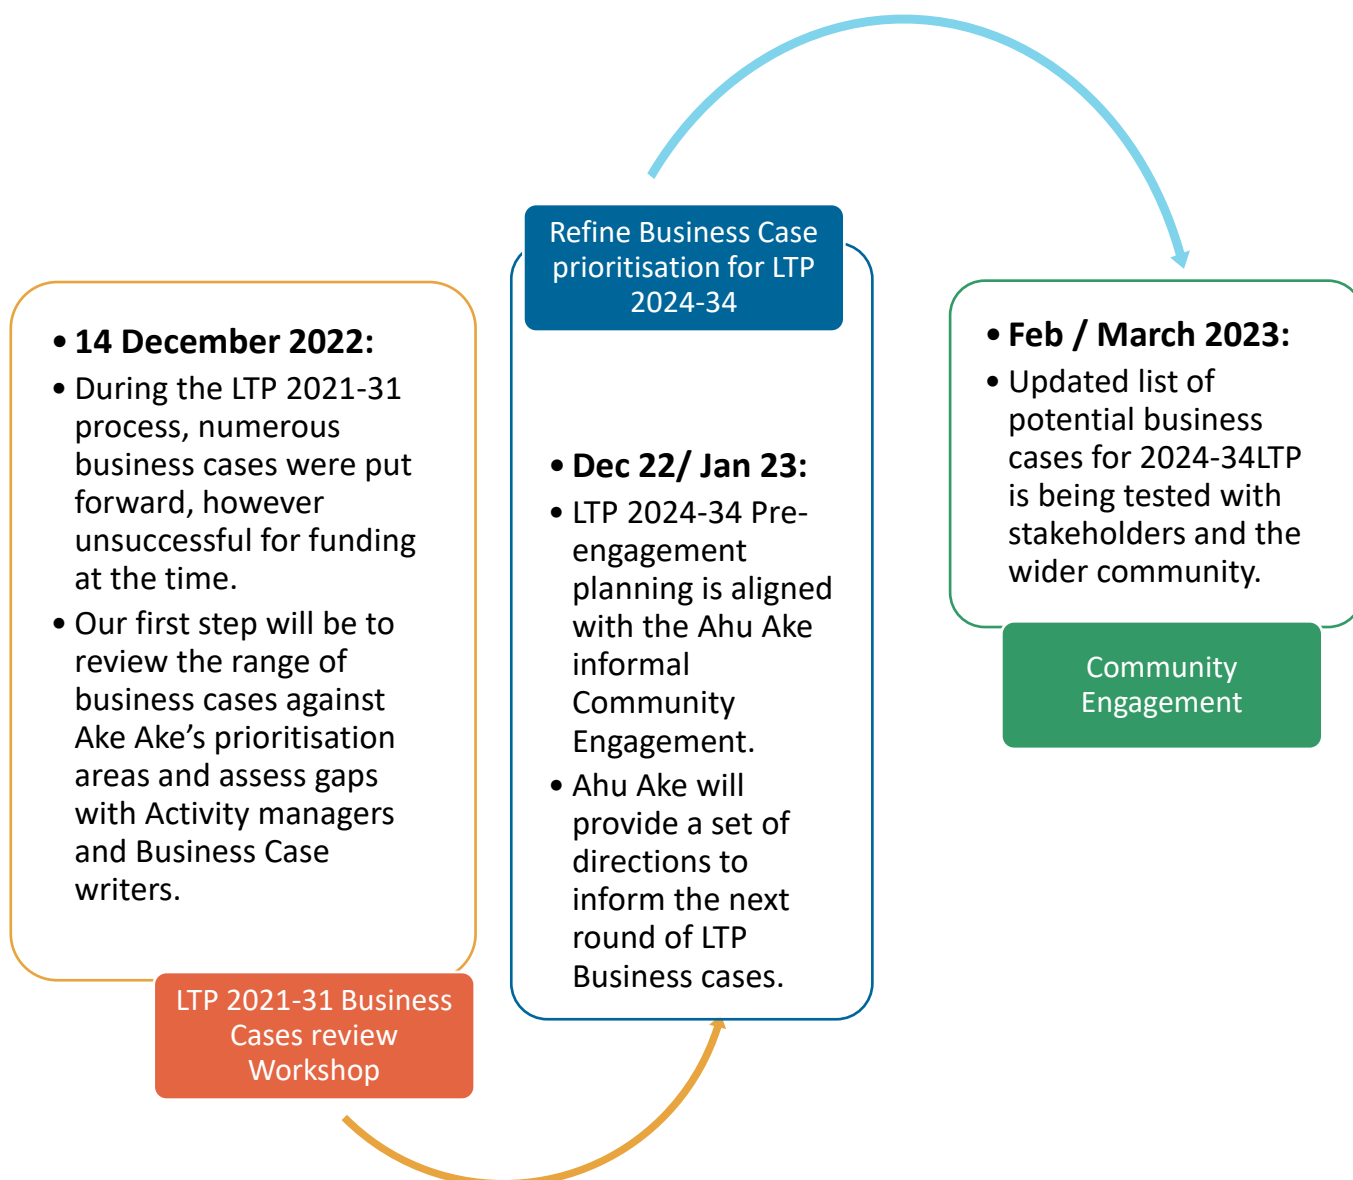 • 14 December 2022:
• During the LTP 2021-31
process, numerous
business cases were put
forward, however
unsuccessful for funding
at the time.
• Our first step will be to
review the range of
business cases against
Ake Ake’s prioritisation
areas and assess gaps
with Activity managers
and Business Case
writers.
LTP 2021-31 Business
Cases review
Workshop
Refine Business Case
prioritisation for LTP
2024-34
• Dec 22/ Jan 23:
• LTP 2024-34 Pre-
engagement
planning is aligned
with the Ahu Ake
informal
Community
Engagement.
• Ahu Ake will
provide a set of
directions to
inform the next
round of LTP
Business cases.
• Feb / March 2023:
• Updated list of
potential business
cases for 2024-34LTP
is being tested with
stakeholders and the
wider community.
Community
Engagement